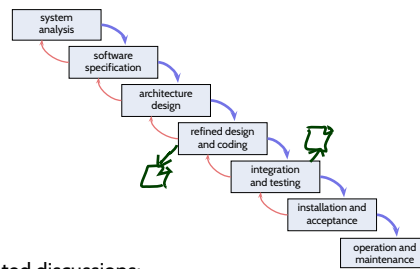 system
analysis
software
specification
architecture
design
refined design
and coding
integration
and testing
installation and
acceptance
operation and
maintenance
ted discussions: